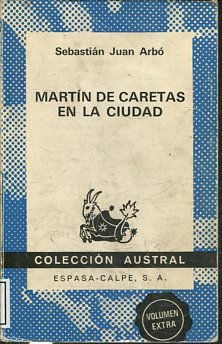 Sebastián Juan Arbó
MARTÍN DE CARETAS
EN LA CIUDAD
COLECCIÓN AUSTRAL
ESPASA-CALPE, S. A.
VOLUMEN
EXTRA